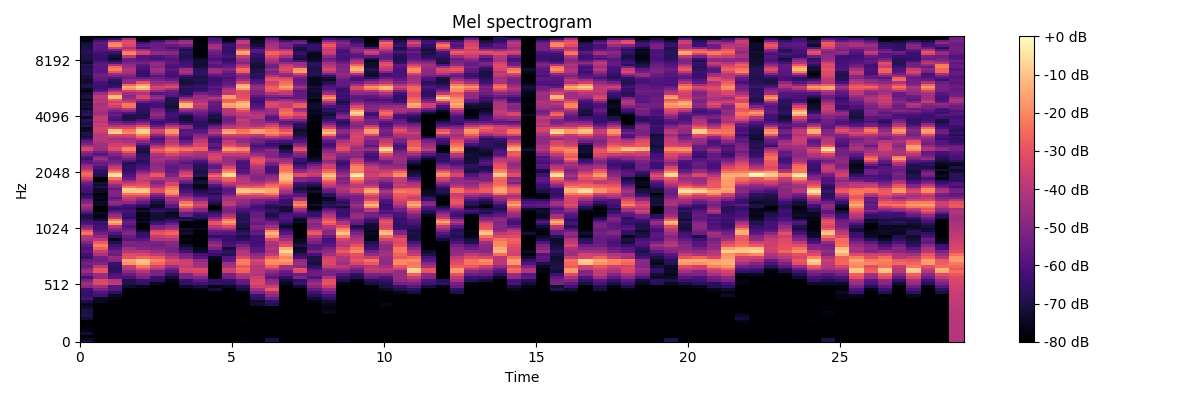 Mel spectrogram
8192
4096
2048
1024
512
0
Hz
0 5 10 15 20 25
Time
+0 dB
-10 dB
-20 dB
-30 dB
-40 dB
-50 dB
-60 dB
-70 dB
-80 dB